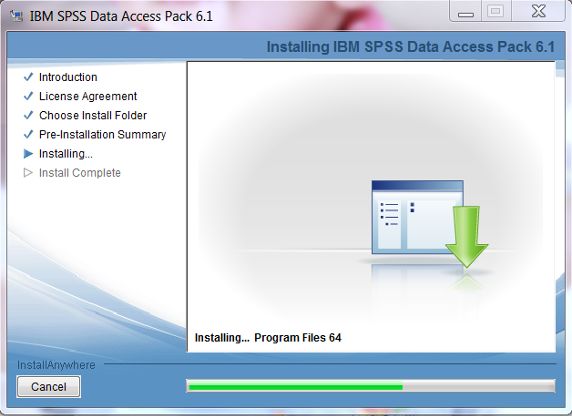 IBM SPSS Data Access Pack 6.1
Installing IBM SPSS Data Access Pack 6.1
Introduction
License Agreement
Choose Install Folder
Pre-Installation Summary
Installing...
Install Complete
Installing... Program Files 64
InstallAnywhere
Cancel